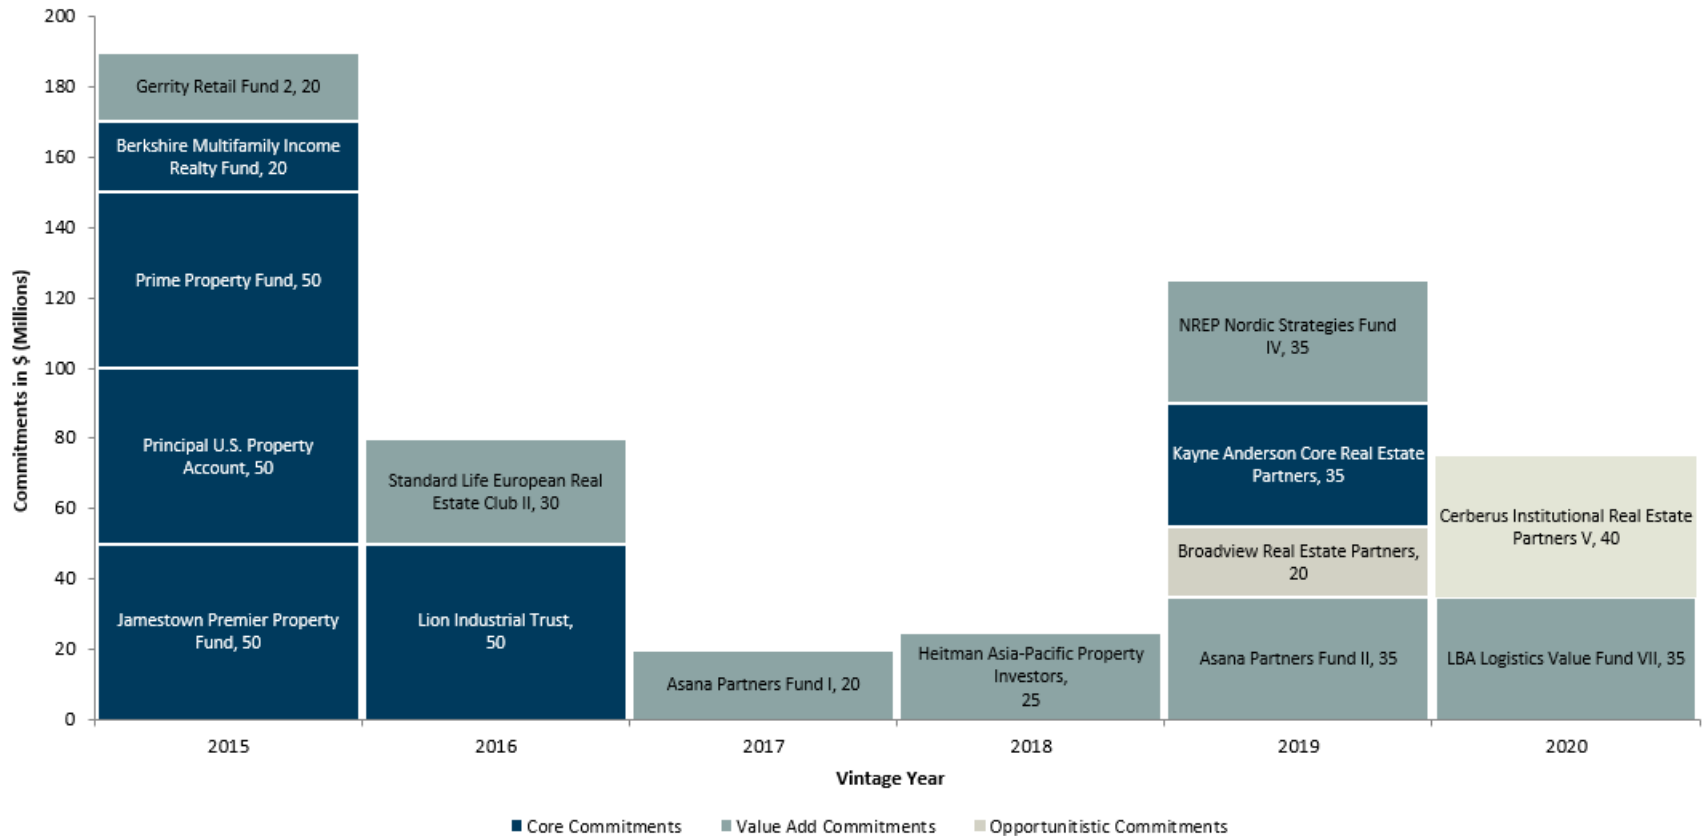 200
180
160
140
120
100
80
60
40
20
0
Commitments in $ (Millions)
Gerrity Retail Fund 2, 20
Berkshire Multifamily Income
Realty Fund, 20
Prime Property Fund, 50
Principal U.S. Property
Account, 50
Jamestown Premier Property
Fund, 50
Standard Life European Real
Estate Club II, 30
Lion Industrial Trust,
50
Asana Partners Fund I, 20
Heitman Asia-Pacific Property
Investors,
25
NREP Nordic Strategies Fund
IV, 35
Kayne Anderson Core Real Estate
Partners, 35
Broadview Real Estate Partners,
20
Asana Partners Fund II, 35
Cerberus Institutional Real Estate
Partners V, 40
LBA Logistics Value Fund VII, 35
2015 2016 2017 2018 2019 2020
Vintage Year
Core Commitments Value Add Commitments Opportunitistic Commitments